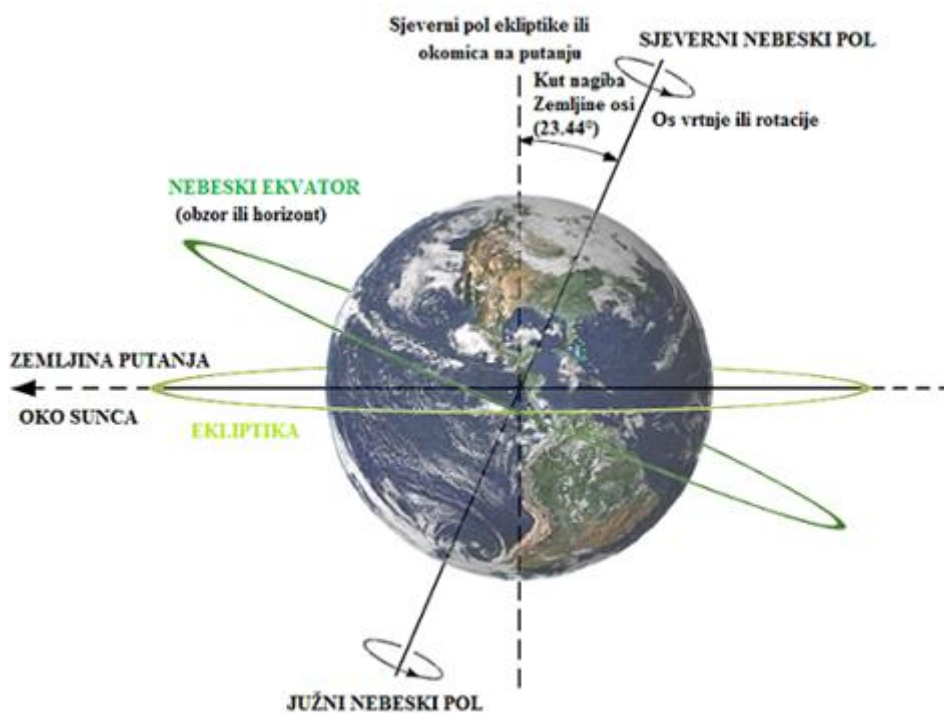 Sjeverni pol ekliptike ili
okomica na putanju
SJEVERNI NEBESKI POL
Kut nagiba
Zemljine osi
(23.44°)
Os vrtnje ili rotacije
NEBESKI EKVATOR
(obzor ili horizont)
ZEMLJINA PUTANJA
OKO SUNCA
EKLIPTIKA
JUŽNI NEBESKI POL